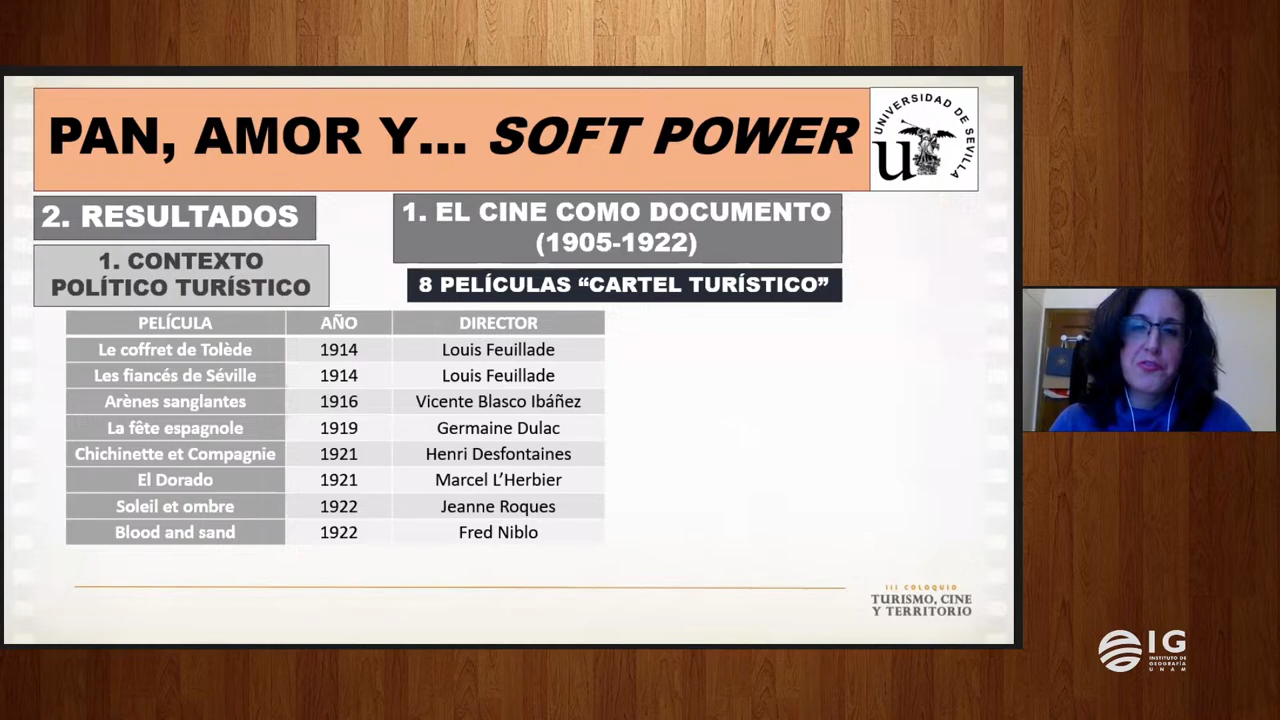 PAN, AMOR Y... SOFT POWER
UNIVERSIDAD DE SEVILLA
2. RESULTADOS
1. EL CINE COMO DOCUMENTO
(1905-1922)
1. CONTEXTO
POLÍTICO TURÍSTICO
8 PELÍCULAS “CARTEL TURÍSTICO”
PELÍCULA AÑO DIRECTOR
Le coffret de Tolède 1914 Louis Feuillade
Les fiancés de Séville 1914 Louis Feuillade
Arènes sanglantes 1916 Vicente Blasco Ibáñez
La fête espagnole 1919 Germaine Dulac
Chichinette et Compagnie 1921 Henri Desfontaines
El Dorado 1921 Marcel L’Herbier
Soleil et ombre 1922 Jeanne Roques
Blood and sand 1922 Fred Niblo
III COLOQUIO
TURISMO, CINE
Y TERRITORIO
IG
INSTITUTO DE
GEOGRAFÍA
UNAM